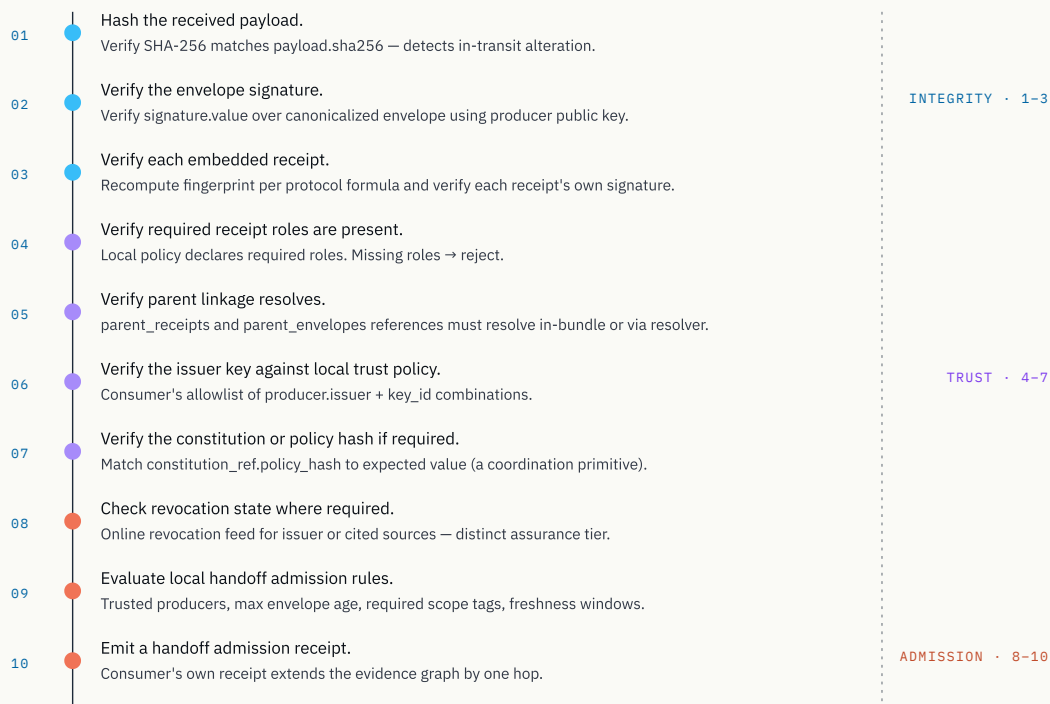 01
Hash the received payload.
Verify SHA-256 matches payload.sha256 — detects in-transit alteration.
02
Verify the envelope signature.
Verify signature.value over canonicalized envelope using producer public key.
INTEGRITY · 1–3
03
Verify each embedded receipt.
Recompute fingerprint per protocol formula and verify each receipt's own signature.
04
Verify required receipt roles are present.
Local policy declares required roles. Missing roles → reject.
05
Verify parent linkage resolves.
parent_receipts and parent_envelopes references must resolve in-bundle or via resolver.
06
Verify the issuer key against local trust policy.
Consumer's allowlist of producer.issuer + key_id combinations.
TRUST · 4–7
07
Verify the constitution or policy hash if required.
Match constitution_ref.policy_hash to expected value (a coordination primitive).
08
Check revocation state where required.
Online revocation feed for issuer or cited sources — distinct assurance tier.
09
Evaluate local handoff admission rules.
Trusted producers, max envelope age, required scope tags, freshness windows.
10
Emit a handoff admission receipt.
Consumer's own receipt extends the evidence graph by one hop.
ADMISSION · 8–10